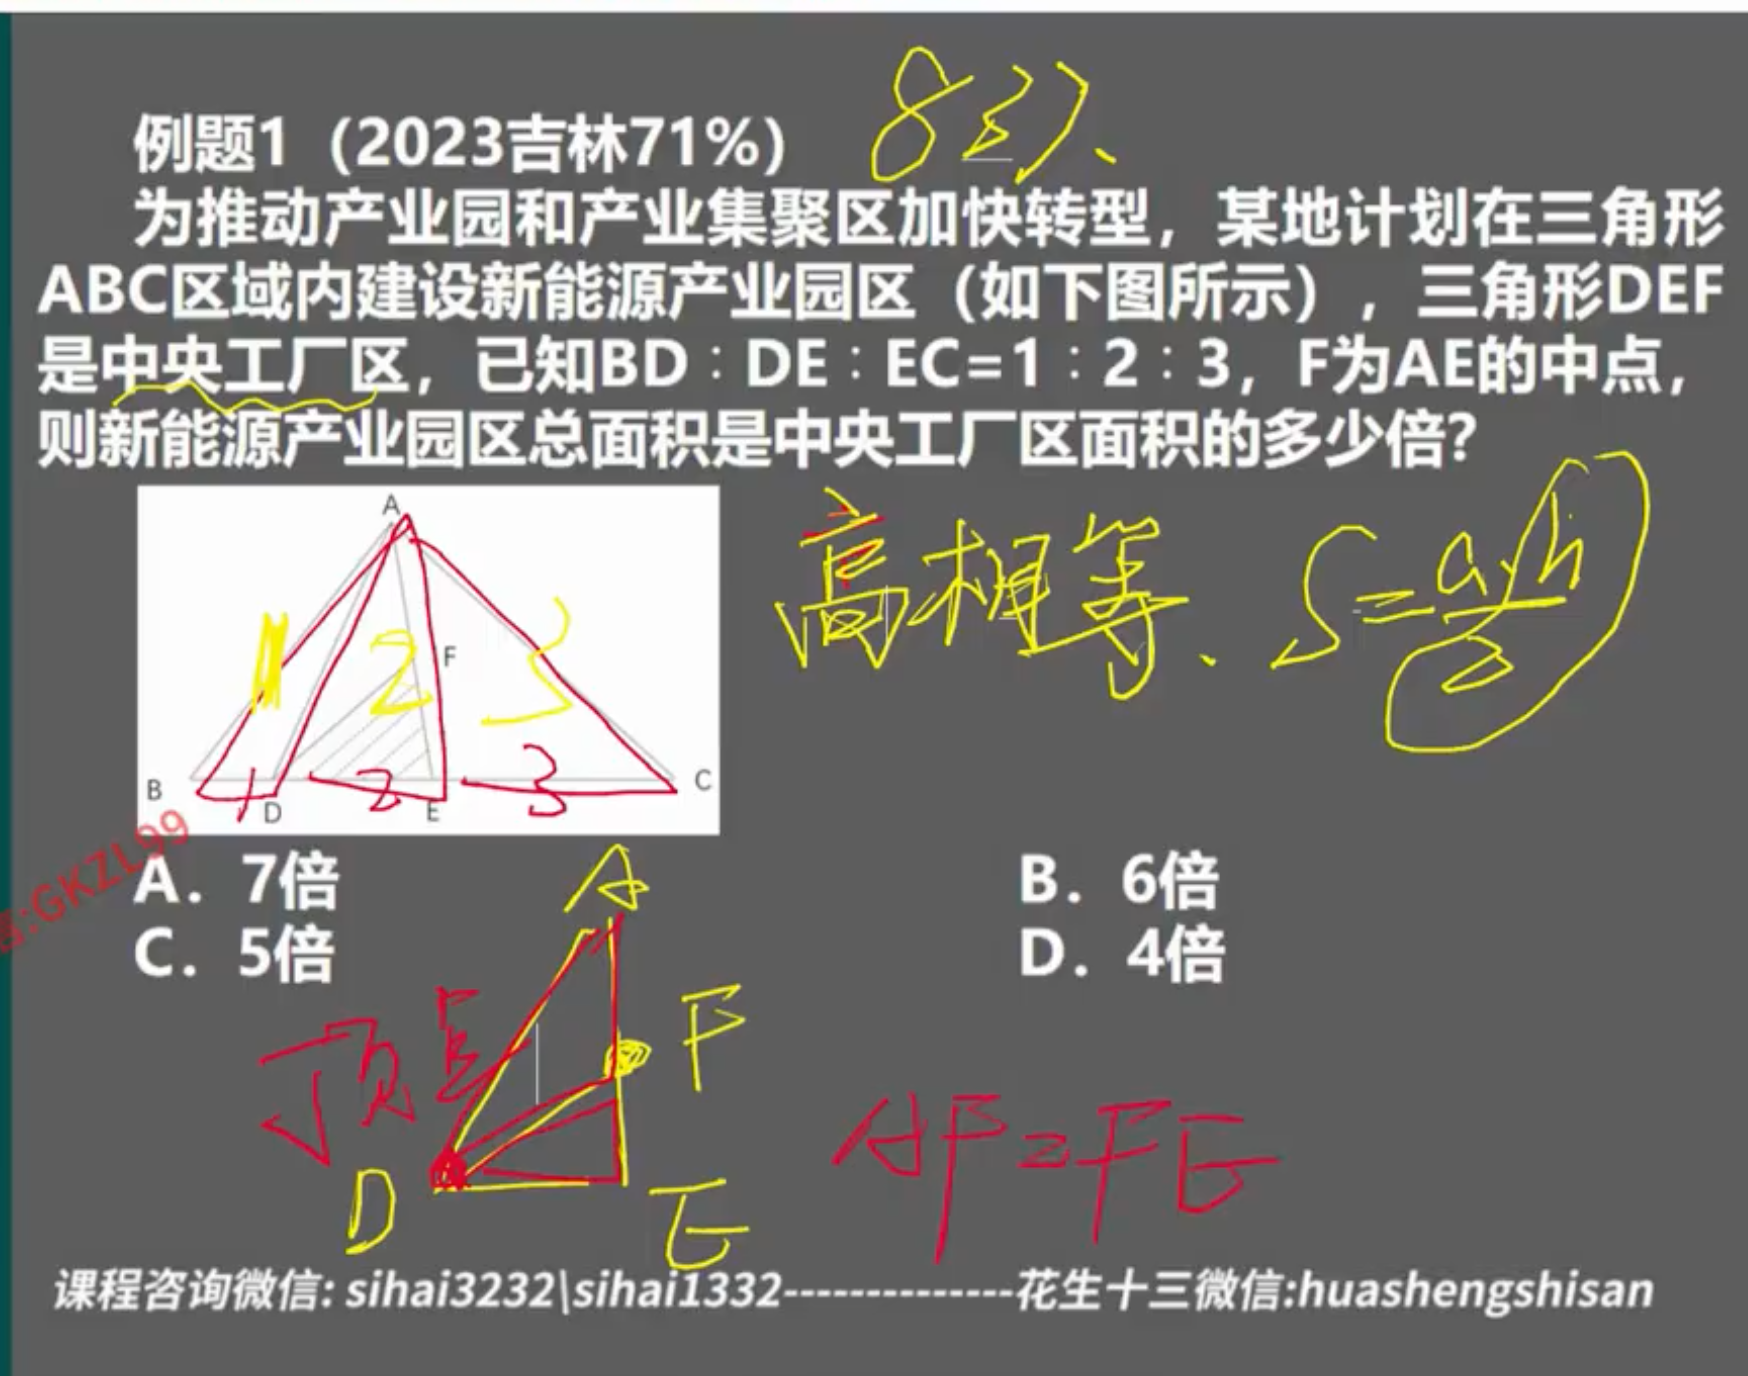 例题1（2023吉林71%）
为推动产业园和产业集聚区加快转型，某地计划在三角形
ABC区域内建设新能源产业园区（如下图所示），三角形DEF
是中央工厂区，已知BD：DE：EC=1：2：3，F为AE的中点，
则新能源产业园区总面积是中央工厂区面积的多少倍？
高相等、S=a×h/2
A
1 2 F 3
B 1 D 2 E 3 C
:GKZL99
A．7倍 B．6倍
C．5倍 D．4倍
A
F
顶点
AF=FE
D E
课程咨询微信: sihai3232\sihai1332--------------花生十三微信:huashengshisan